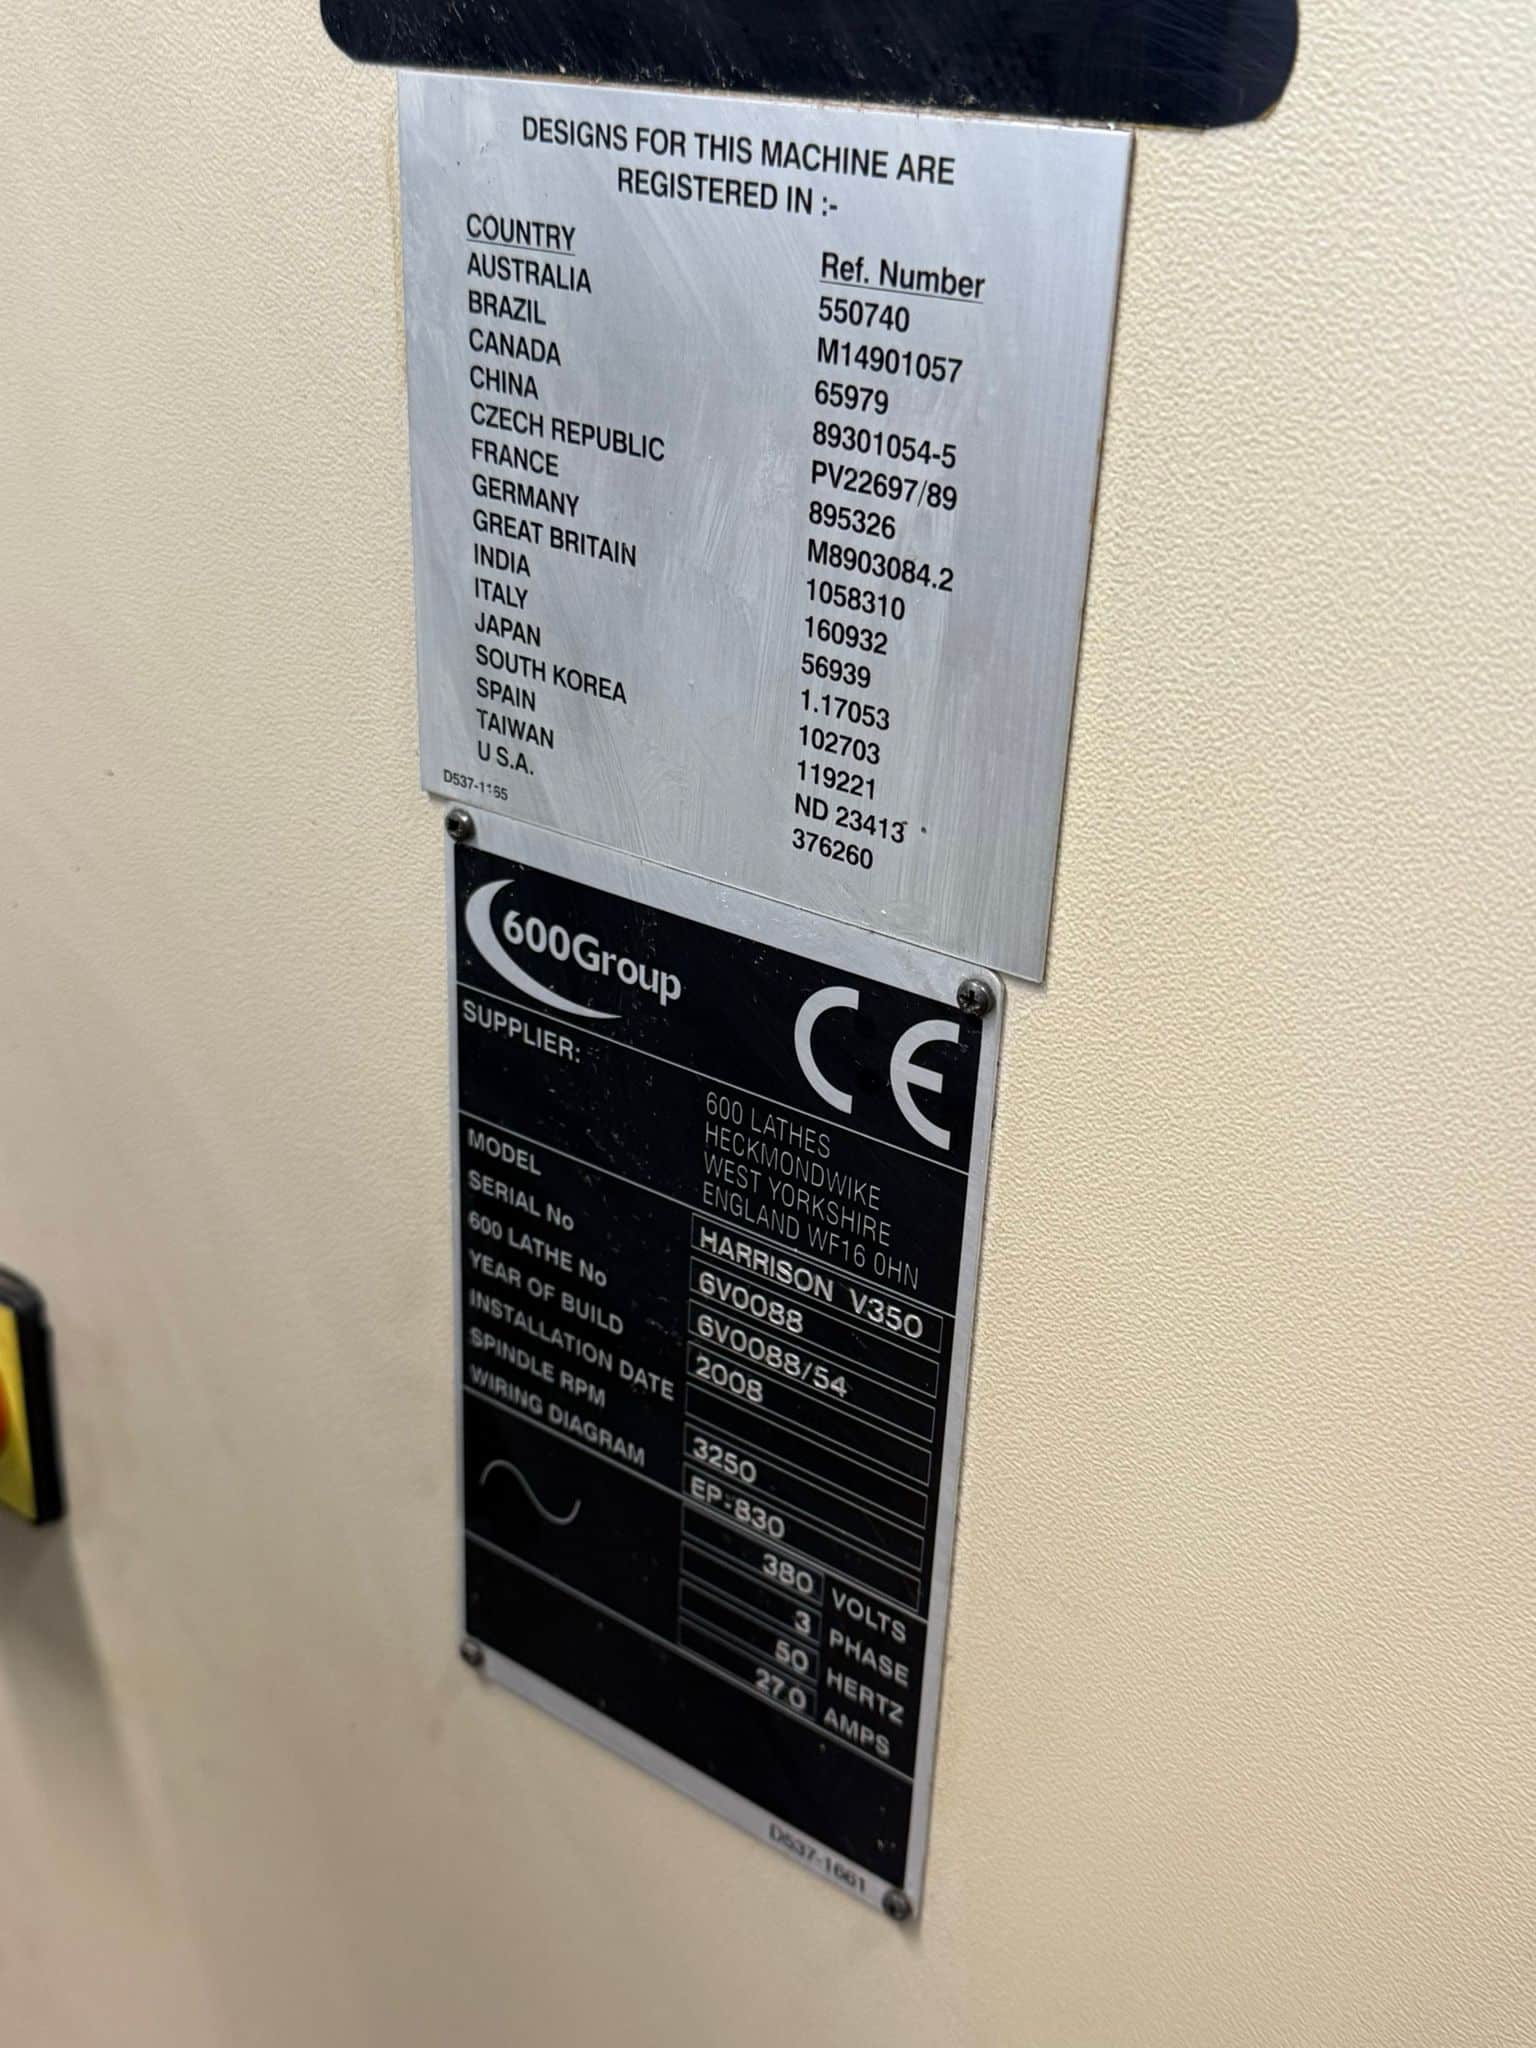 DESIGNS FOR THIS MACHINE ARE
REGISTERED IN :-
COUNTRY Ref. Number
AUSTRALIA 550740
BRAZIL M14901057
CANADA 65979
CHINA 89301054-5
CZECH REPUBLIC PV22697/89
FRANCE 895326
GERMANY M8903084.2
GREAT BRITAIN 1058310
INDIA 160932
ITALY 56939
JAPAN 1.17053
SOUTH KOREA 102703
SPAIN 119221
TAIWAN ND 23413
U S.A. 376260
D537-1165
600Group CE
SUPPLIER:
600 LATHES
HECKMONDWIKE
WEST YORKSHIRE
ENGLAND WF16 0HN
MODEL HARRISON V350
SERIAL No 6V0088
600 LATHE No 6V0088/54
YEAR OF BUILD 2008
INSTALLATION DATE
SPINDLE RPM 3250
WIRING DIAGRAM EP-830
380 VOLTS
3 PHASE
50 HERTZ
27.0 AMPS
D537-1661